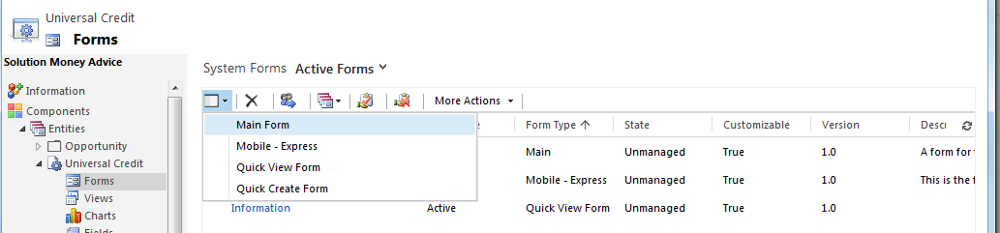 Universal Credit
Forms
Solution Money Advice
Information
Components
Entities
Opportunity
Universal Credit
Forms
Views
Charts
System Forms Active Forms
More Actions
Main Form
Mobile - Express
Quick View Form
Quick Create Form
Form Type State Customizable Version
Main Unmanaged True 1.0 A form for
Mobile - Express Unmanaged True 1.0 This is the f
Information Active Quick View Form Unmanaged True 1.0